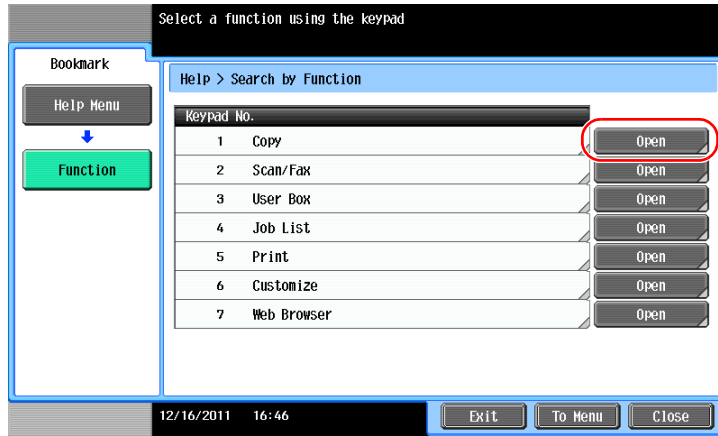 Select a function using the keypad
Bookmark
Help Menu
Function
Help > Search by Function
Keypad No.
1 Copy Open
2 Scan/Fax Open
3 User Box Open
4 Job List Open
5 Print Open
6 Customize Open
7 Web Browser Open
12/16/2011 16:46
Exit To Menu Close